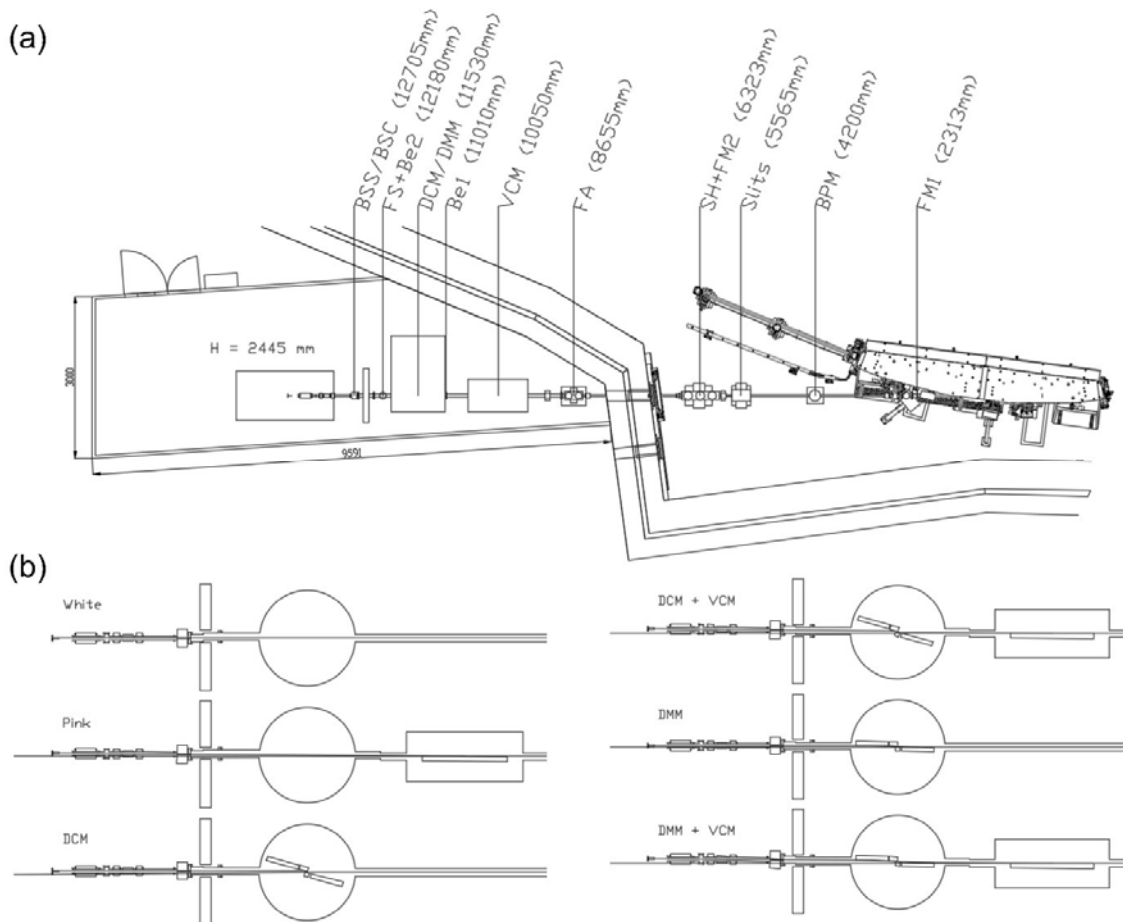 (a)
BSS/BSC (12705mm)
FS+Be2 (12180mm)
DCM/DMM (11530mm)
Be1 (11010mm)
VCM (10050mm)
FA (8655mm)
SH+FM2 (6323mm)
Slits (5565mm)
BPM (4200mm)
FM1 (2313mm)
H = 2445 mm
3000
9591
(b)
White
Pink
DCM
DCM + VCM
DMM
DMM + VCM